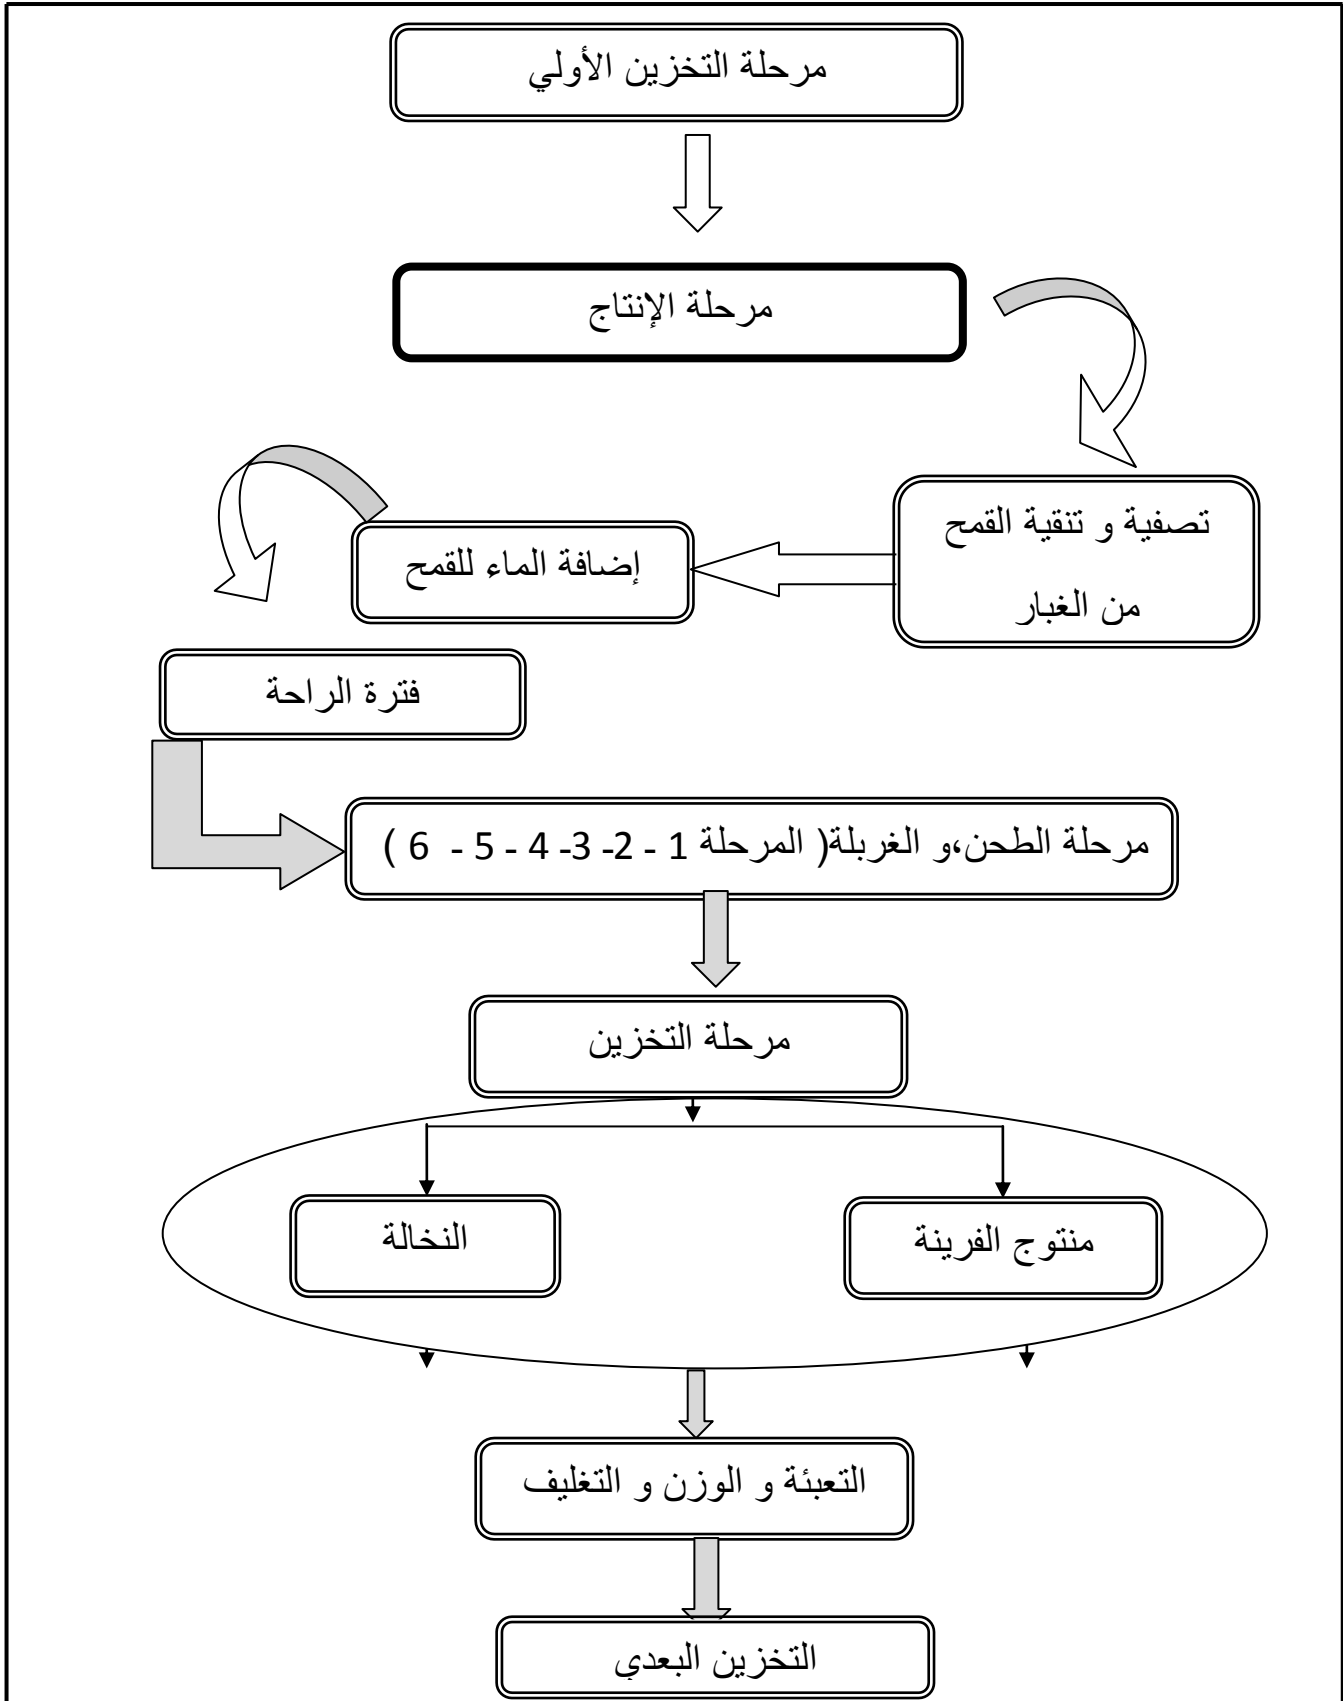 مرحلة التخزين الأولي
مرحلة الإنتاج
تصفية و تنقية القمح
من الغبار
إضافة الماء للقمح
فترة الراحة
مرحلة الطحن،و الغربلة( المرحلة 1 - 2- 3- 4 - 5 - 6 )
مرحلة التخزين
منتوج الفرينة
النخالة
التعبئة و الوزن و التغليف
التخزين البعدي